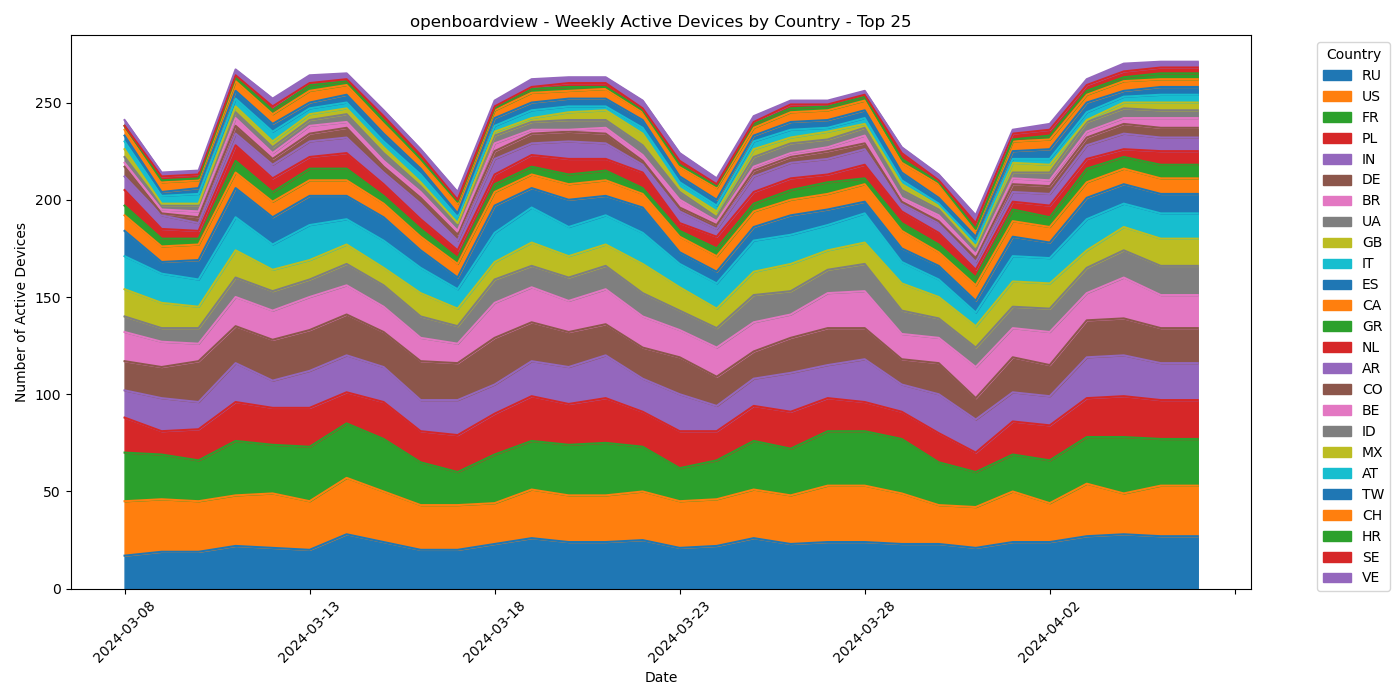 openboardview - Weekly Active Devices by Country - Top 25
Number of Active Devices
250
200
150
100
50
0
2024-03-08
2024-03-13
2024-03-18
2024-03-23
2024-03-28
2024-04-02
Date
Country
RU
US
FR
PL
IN
DE
BR
UA
GB
IT
ES
CA
GR
NL
AR
CO
BE
ID
MX
AT
TW
CH
HR
SE
VE